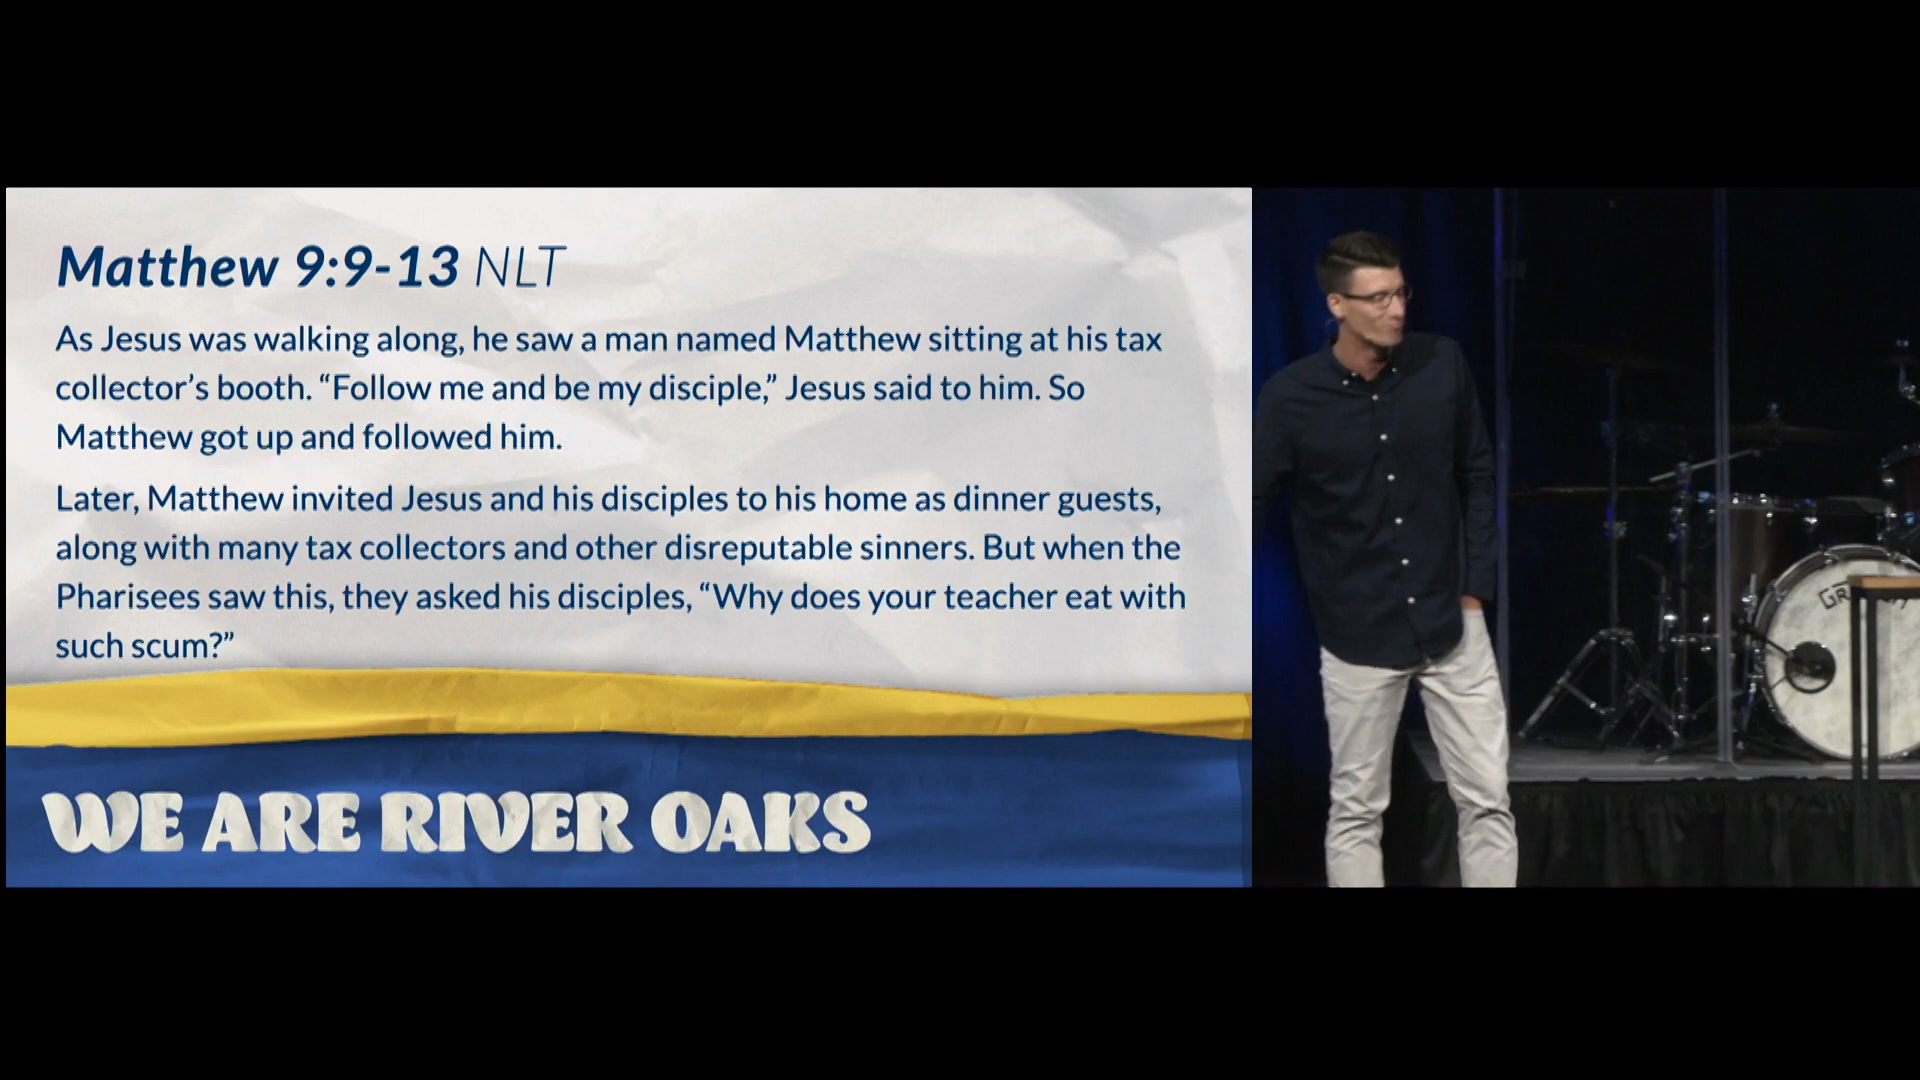 Matthew 9:9-13 NLT
As Jesus was walking along, he saw a man named Matthew sitting at his tax
collector’s booth. “Follow me and be my disciple,” Jesus said to him. So
Matthew got up and followed him.
Later, Matthew invited Jesus and his disciples to his home as dinner guests,
along with many tax collectors and other disreputable sinners. But when the
Pharisees saw this, they asked his disciples, “Why does your teacher eat with
such scum?”
WE ARE RIVER OAKS